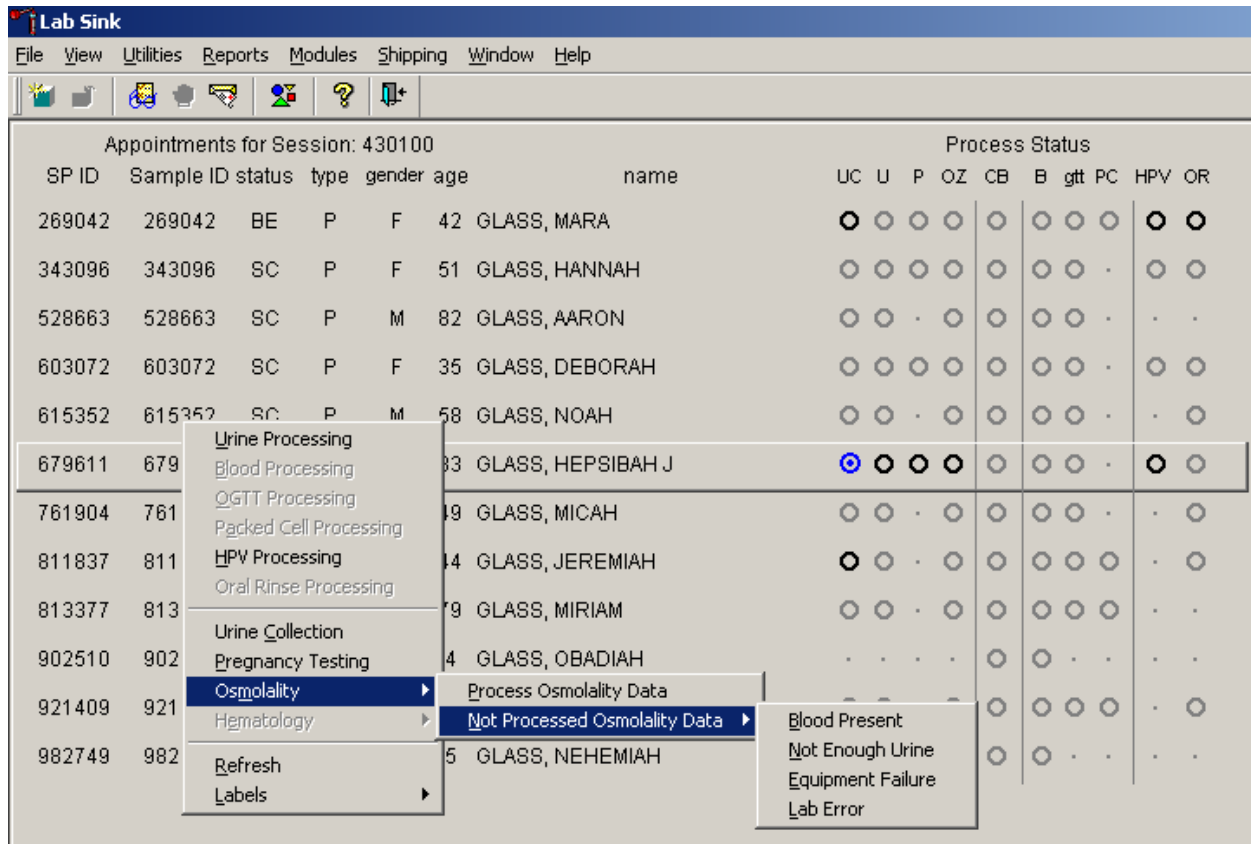 Lab Sink
File View Utilities Reports Modules Shipping Window Help
Appointments for Session: 430100 Process Status
SP ID Sample ID status type gender age name UC U P OZ CB B gtt PC HPV OR
269042 269042 BE P F 42 GLASS, MARA
343096 343096 SC P F 51 GLASS, HANNAH
528663 528663 SC P M 82 GLASS, AARON
603072 603072 SC P F 35 GLASS, DEBORAH
615352 615352 SC P M 58 GLASS, NOAH
679611 679 33 GLASS, HEPSIBAH J
761904 761 49 GLASS, MICAH
811837 811 44 GLASS, JEREMIAH
813377 813 79 GLASS, MIRIAM
902510 902 4 GLASS, OBADIAH
921409 921
982749 982 5 GLASS, NEHEMIAH
Urine Processing
Blood Processing
OGTT Processing
Packed Cell Processing
HPV Processing
Oral Rinse Processing
Urine Collection
Pregnancy Testing
Osmolality
Hematology
Refresh
Labels
Process Osmolality Data
Not Processed Osmolality Data
Blood Present
Not Enough Urine
Equipment Failure
Lab Error